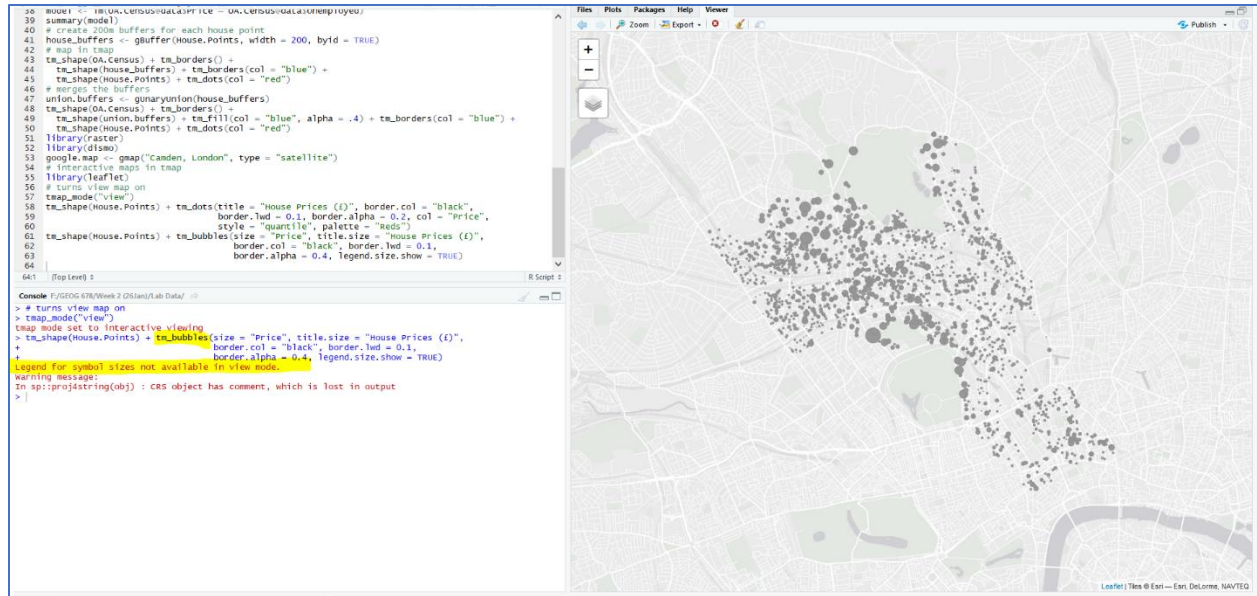 38 model <- lm(OA.Census@data$Price ~ OA.Census@data$Unemployed)
39 summary(model)
40 # create 200m buffers for each house point
41 house_buffers <- gBuffer(House.Points, width = 200, byid = TRUE)
42 # map in tmap
43 tm_shape(OA.Census) + tm_borders() +
44 tm_shape(house_buffers) + tm_borders(col = "blue") +
45 tm_shape(House.Points) + tm_dots(col = "red")
46 # merges the buffers
47 union.buffers <- gUnaryUnion(house_buffers)
48 tm_shape(OA.Census) + tm_borders() +
49 tm_shape(union.buffers) + tm_fill(col = "blue", alpha = .4) + tm_borders(col = "blue") +
50 tm_shape(House.Points) + tm_dots(col = "red")
51 library(raster)
52 library(dismo)
53 google.map <- gmap("Camden, London", type = "satellite")
54 # interactive maps in tmap
55 library(leaflet)
56 # turns view map on
57 tmap_mode("view")
58 tm_shape(House.Points) + tm_dots(title = "House Prices (£)", border.col = "black",
59 border.lwd = 0.1, border.alpha = 0.2, col = "Price",
60 style = "quantile", palette = "Reds")
61 tm_shape(House.Points) + tm_bubbles(size = "Price", title.size = "House Prices (£)",
62 border.col = "black", border.lwd = 0.1,
63 border.alpha = 0.4, legend.size.show = TRUE)
64
64:1 (Top Level) R Script
Console F:/GEOG 678/Week 2 (26Jan)/Lab Data/
> # turns view map on
> tmap_mode("view")
tmap mode set to interactive viewing
> tm_shape(House.Points) + tm_bubbles(size = "Price", title.size = "House Prices (£)",
+ border.col = "black", border.lwd = 0.1,
+ border.alpha = 0.4, legend.size.show = TRUE)
Legend for symbol sizes not available in view mode.
Warning message:
In sp::proj4string(obj) : CRS object has comment, which is lost in output
>
Files Plots Packages Help Viewer
Zoom Export Publish
+
−
Leaflet | Tiles © Esri — Esri, DeLorme, NAVTEQ